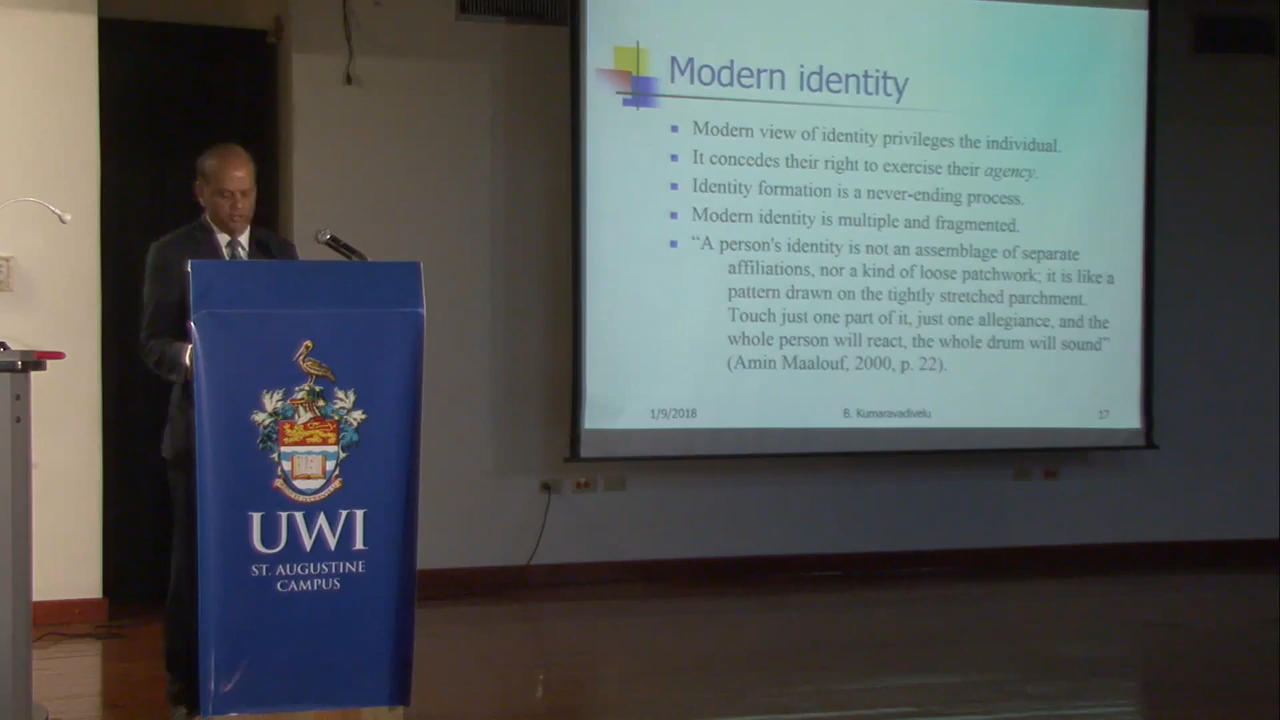 Modern identity
Modern view of identity privileges the individual.
It concedes their right to exercise their agency.
Identity formation is a never-ending process.
Modern identity is multiple and fragmented.
“A person's identity is not an assemblage of separate
affiliations, nor a kind of loose patchwork; it is like a
pattern drawn on the tightly stretched parchment.
Touch just one part of it, just one allegiance, and the
whole person will react, the whole drum will sound”
(Amin Maalouf, 2000, p. 22).
1/9/2018 B. Kumaravadivelu 17
UWI
ST. AUGUSTINE
CAMPUS